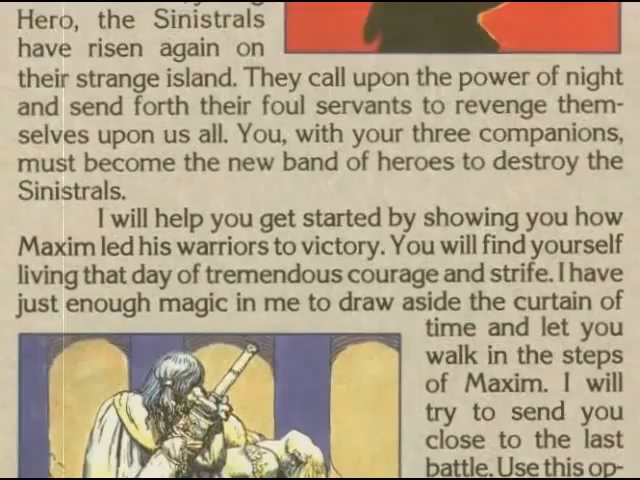 Hero, the Sinistrals
have risen again on
their strange island. They call upon the power of night
and send forth their foul servants to revenge them-
selves upon us all. You, with your three companions,
must become the new band of heroes to destroy the
Sinistrals.
I will help you get started by showing you how
Maxim led his warriors to victory. You will find yourself
living that day of tremendous courage and strife. I have
just enough magic in me to draw aside the curtain of
time and let you
walk in the steps
of Maxim. I will
try to send you
close to the last
battle. Use this op-